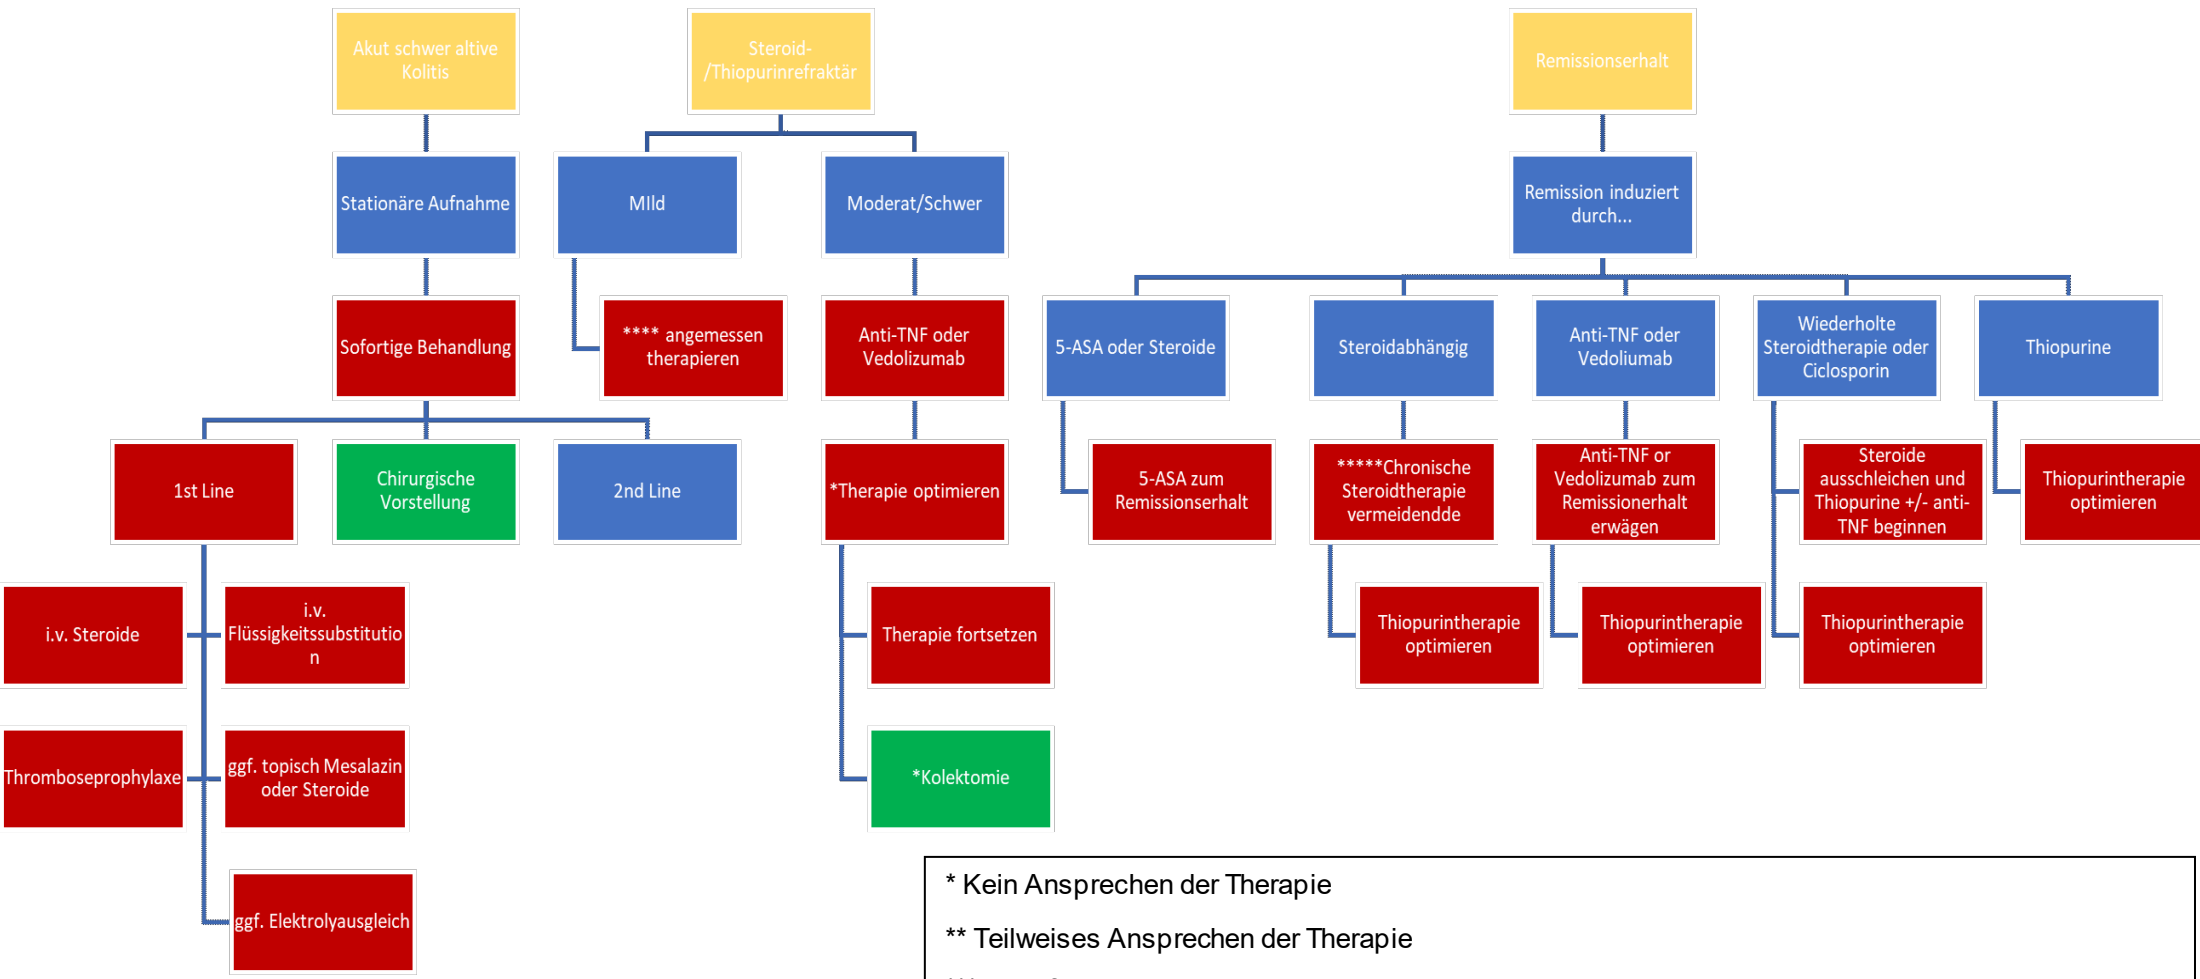 Akut schwer altive
Kolitis
Steroid-
/Thiopurinrefraktär
Remissionserhalt
Stationäre Aufnahme
MIld
Moderat/Schwer
Remission induziert
durch...
Sofortige Behandlung
**** angemessen
therapieren
Anti-TNF oder
Vedolizumab
5-ASA oder Steroide
Steroidabhängig
Anti-TNF oder
Vedoliumab
Wiederholte
Steroidtherapie oder
Ciclosporin
Thiopurine
1st Line
Chirurgische
Vorstellung
2nd Line
*Therapie optimieren
5-ASA zum
Remissionserhalt
*****Chronische
Steroidtherapie
vermeidendde
Anti-TNF or
Vedolizumab zum
Remissionerhalt
erwägen
Steroide
ausschleichen und
Thiopurine +/- anti-
TNF beginnen
Thiopurintherapie
optimieren
i.v. Steroide
i.v.
Flüssigkeitssubstitutio
n
Therapie fortsetzen
Thiopurintherapie
optimieren
Thiopurintherapie
optimieren
Thiopurintherapie
optimieren
Thromboseprophylaxe
ggf. topisch Mesalazin
oder Steroide
*Kolektomie
ggf. Elektrolyausgleich
* Kein Ansprechen der Therapie
** Teilweises Ansprechen der Therapie